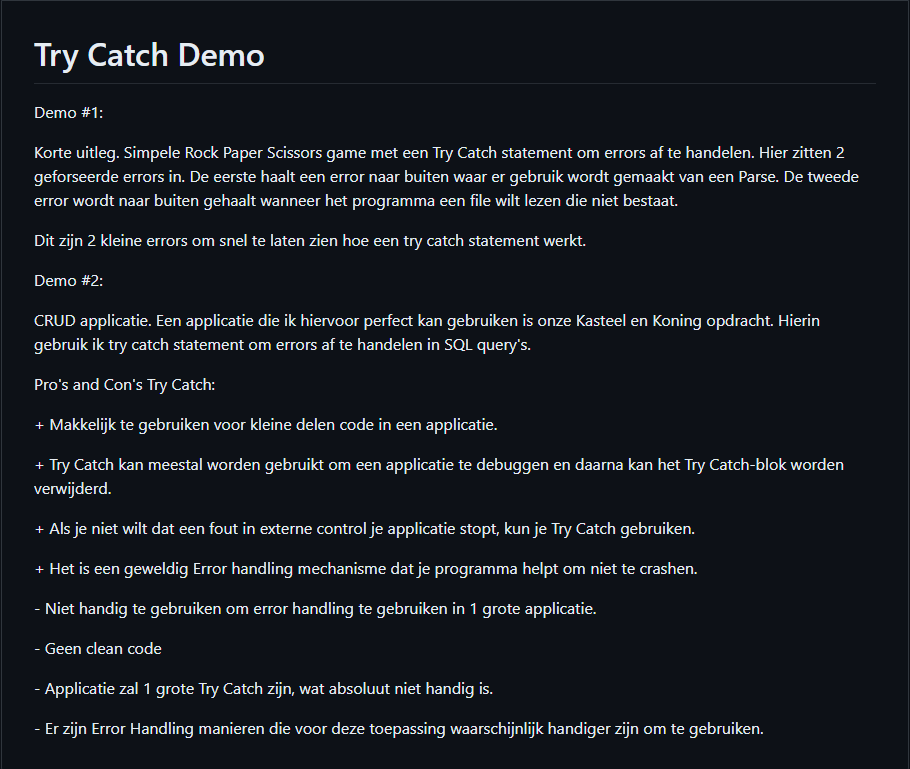 Try Catch Demo
Demo #1:
Korte uitleg. Simpele Rock Paper Scissors game met een Try Catch statement om errors af te handelen. Hier zitten 2
geforseerde errors in. De eerste haalt een error naar buiten waar er gebruik wordt gemaakt van een Parse. De tweede
error wordt naar buiten gehaalt wanneer het programma een file wilt lezen die niet bestaat.
Dit zijn 2 kleine errors om snel te laten zien hoe een try catch statement werkt.
Demo #2:
CRUD applicatie. Een applicatie die ik hiervoor perfect kan gebruiken is onze Kasteel en Koning opdracht. Hierin
gebruik ik try catch statement om errors af te handelen in SQL query's.
Pro's and Con's Try Catch:
+ Makkelijk te gebruiken voor kleine delen code in een applicatie.
+ Try Catch kan meestal worden gebruikt om een applicatie te debuggen en daarna kan het Try Catch-blok worden
verwijderd.
+ Als je niet wilt dat een fout in externe control je applicatie stopt, kun je Try Catch gebruiken.
+ Het is een geweldig Error handling mechanisme dat je programma helpt om niet te crashen.
- Niet handig te gebruiken om error handling te gebruiken in 1 grote applicatie.
- Geen clean code
- Applicatie zal 1 grote Try Catch zijn, wat absoluut niet handig is.
- Er zijn Error Handling manieren die voor deze toepassing waarschijnlijk handiger zijn om te gebruiken.